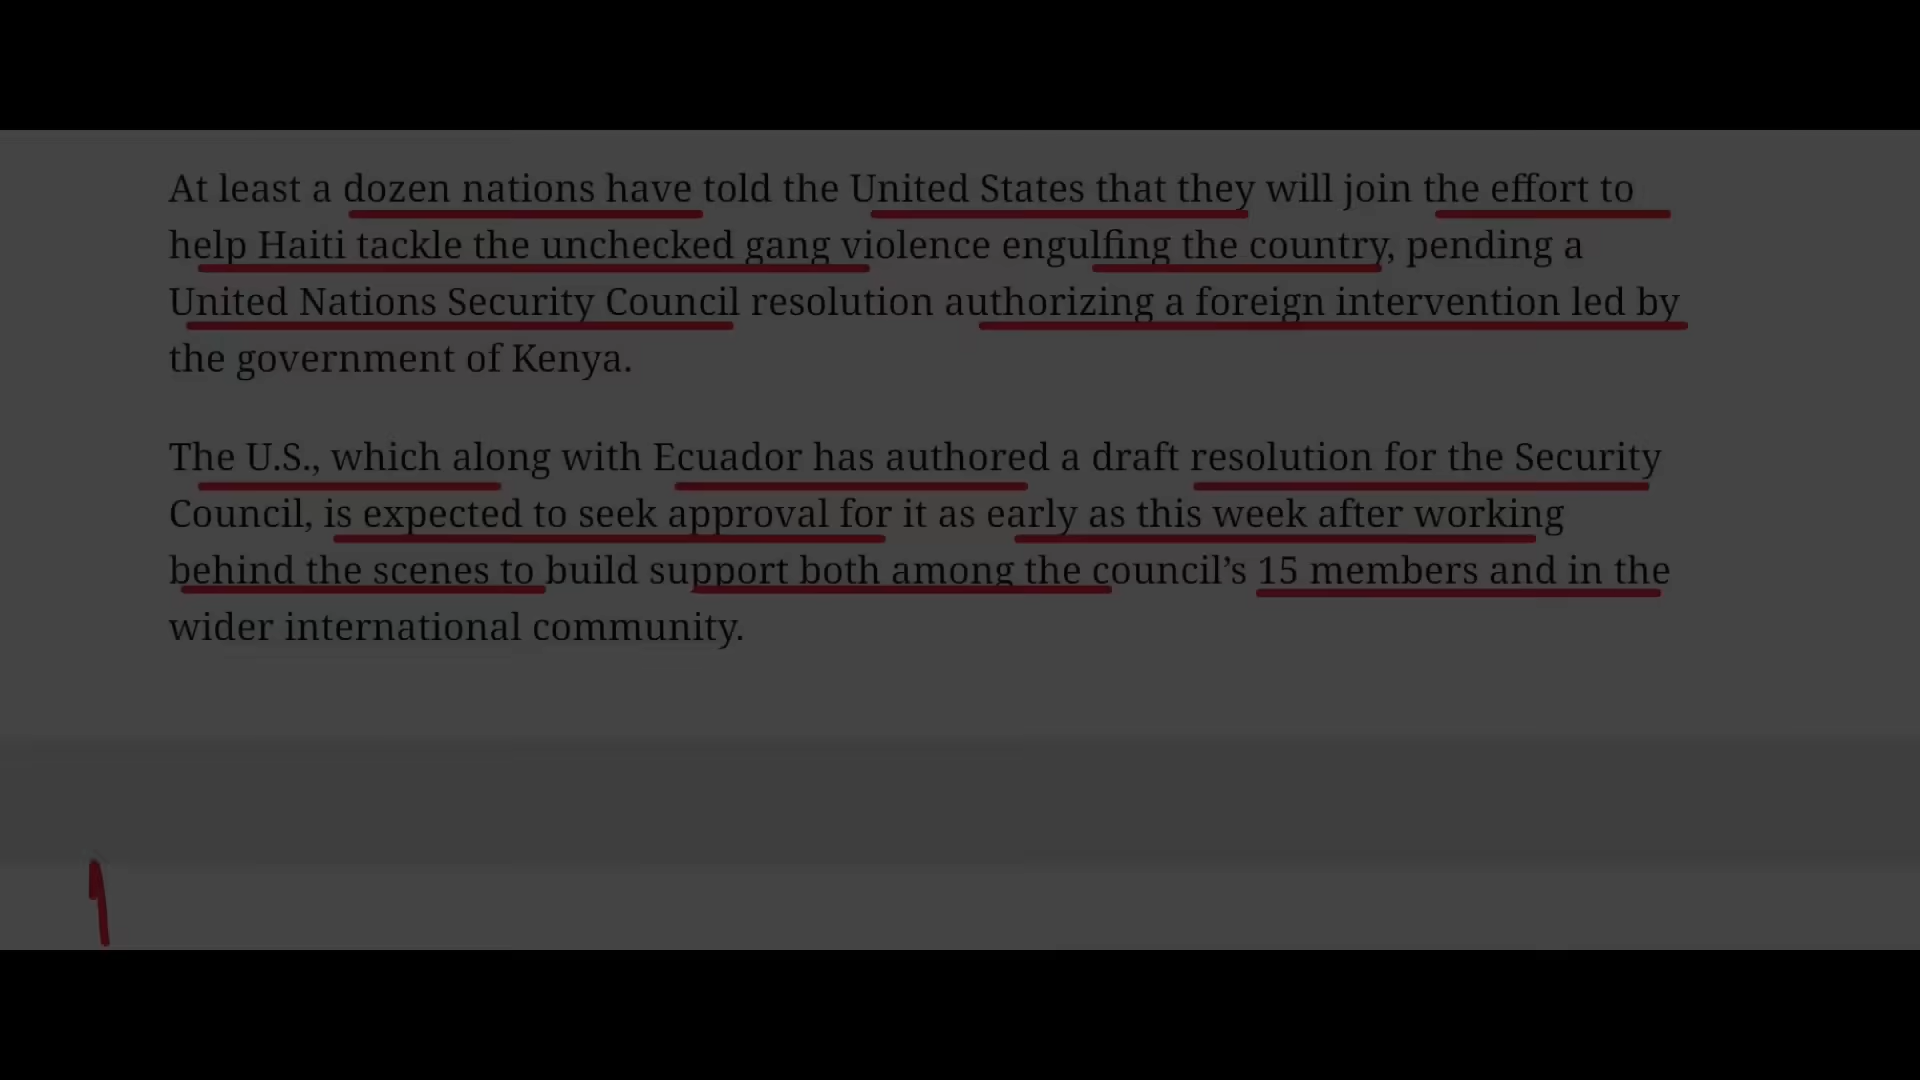 At least a dozen nations have told the United States that they will join the effort to
help Haiti tackle the unchecked gang violence engulfing the country, pending a
United Nations Security Council resolution authorizing a foreign intervention led by
the government of Kenya.
The U.S., which along with Ecuador has authored a draft resolution for the Security
Council, is expected to seek approval for it as early as this week after working
behind the scenes to build support both among the council’s 15 members and in the
wider international community.